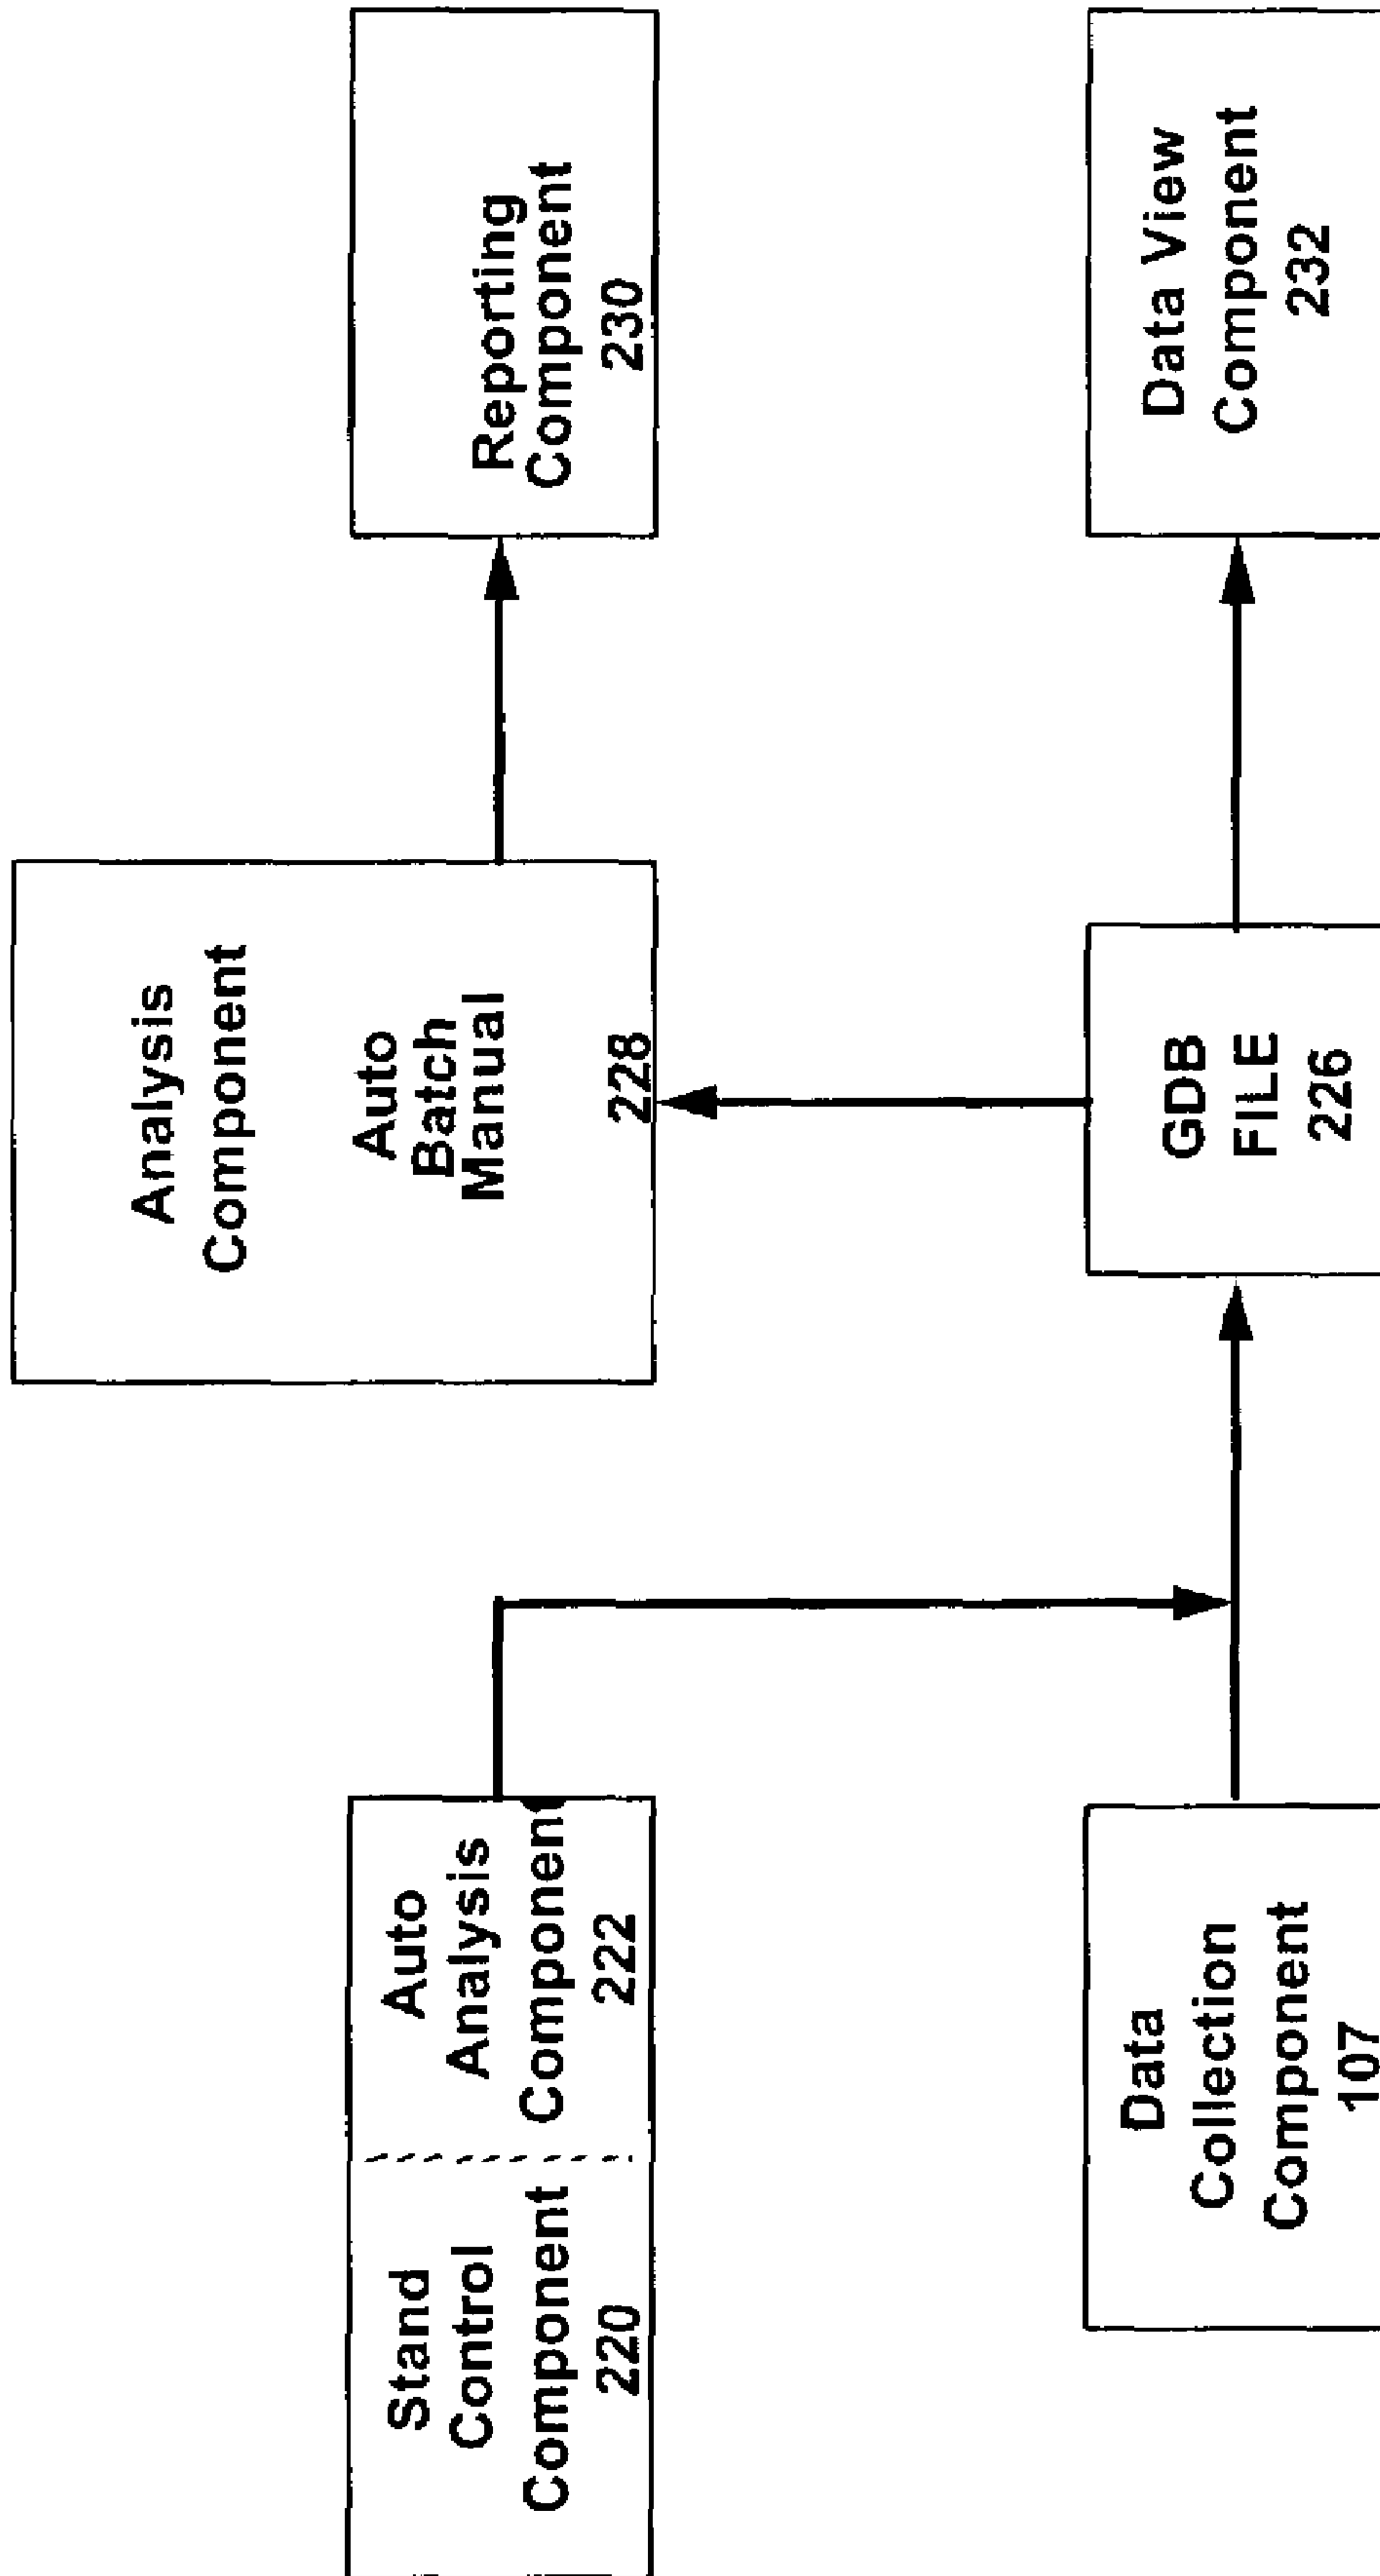 Stand
Control
Component
220
Auto
Analysis
Component
222
Analysis
Component
Auto
Batch
Manual
228
Reporting
Component
230
Data
Collection
Component
107
GDB
FILE
226
Data View
Component
232